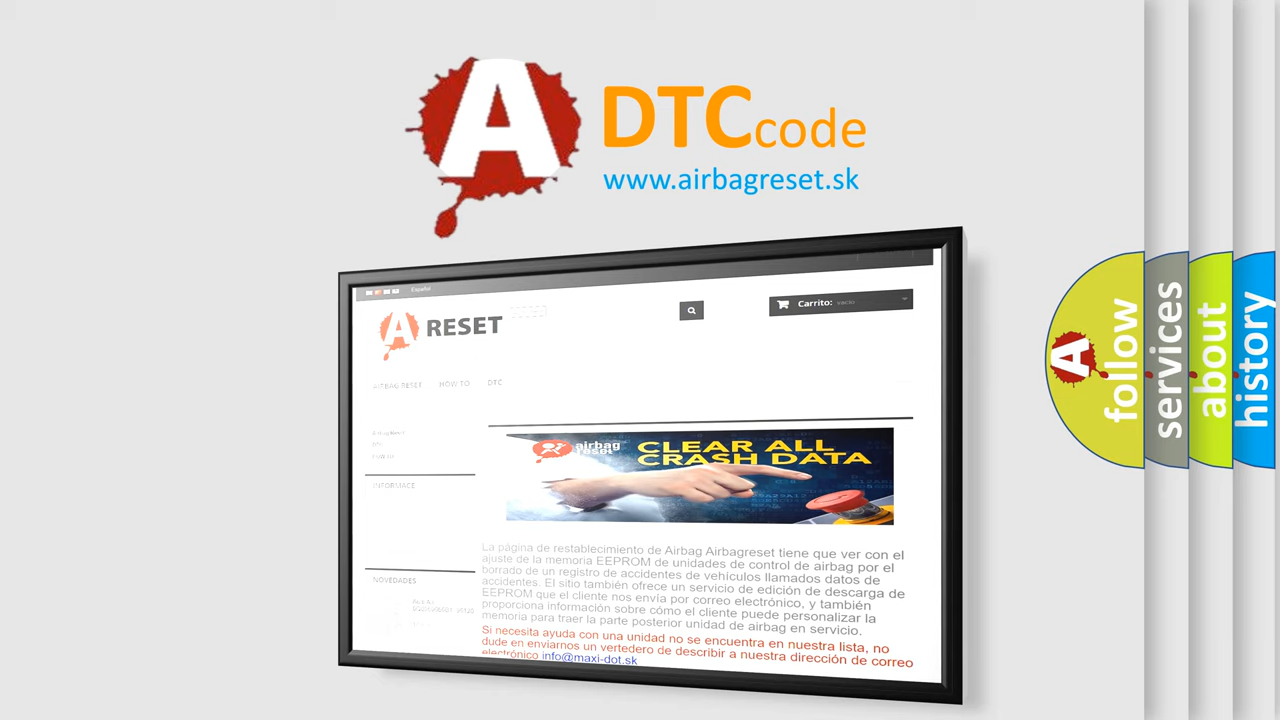 A DTCcode
www.airbagreset.sk
Español
A RESET
Carrito: vacío
AIRBAG RESET HOW TO DTC
INFORMACE
NOVEDADES
airbag
reset
CLEAR ALL
CRASH DATA
La página de restablecimiento de Airbag Airbagreset tiene que ver con el
ajuste de la memoria EEPROM de unidades de control de airbag por el
borrado de un registro de accidentes de vehículos llamados datos de
accidentes. El sitio también ofrece un servicio de edición de descarga de
EEPROM que el cliente nos envía por correo electrónico, y también
proporciona información sobre cómo el cliente puede personalizar la
memoria para traer la parte posterior unidad de airbag en servicio.
Si necesita ayuda con una unidad no se encuentra en nuestra lista, no
dude en enviarnos un vertedero de describir a nuestra dirección de correo
electrónico info@maxi-dot.sk
A follow
services
about
history